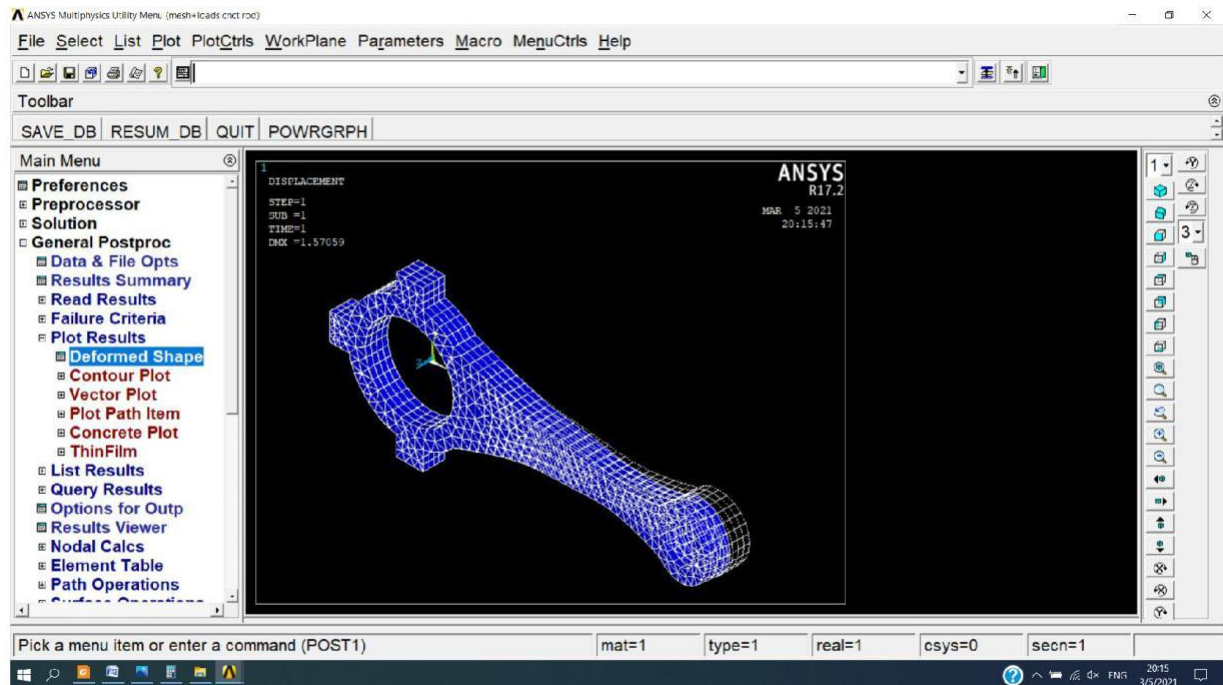 ANSYS Multiphysics Utility Menu (mesh+loads cnct rod)
File Select List Plot PlotCtrls WorkPlane Parameters Macro MenuCtrls Help
Toolbar
SAVE_DB RESUM_DB QUIT POWRGRPH
Main Menu
Preferences
Preprocessor
Solution
General Postproc
Data & File Opts
Results Summary
Read Results
Failure Criteria
Plot Results
Deformed Shape
Contour Plot
Vector Plot
Plot Path Item
Concrete Plot
ThinFilm
List Results
Query Results
Options for Outp
Results Viewer
Nodal Calcs
Element Table
Path Operations
1
DISPLACEMENT
STEP=1
SUB =1
TIME=1
DMX =1.57059
ANSYS
R17.2
MAR 5 2021
20:15:47
1
3
Pick a menu item or enter a command (POST1)
mat=1 type=1 real=1 csys=0 secn=1
ENG
20:15
3/5/2021